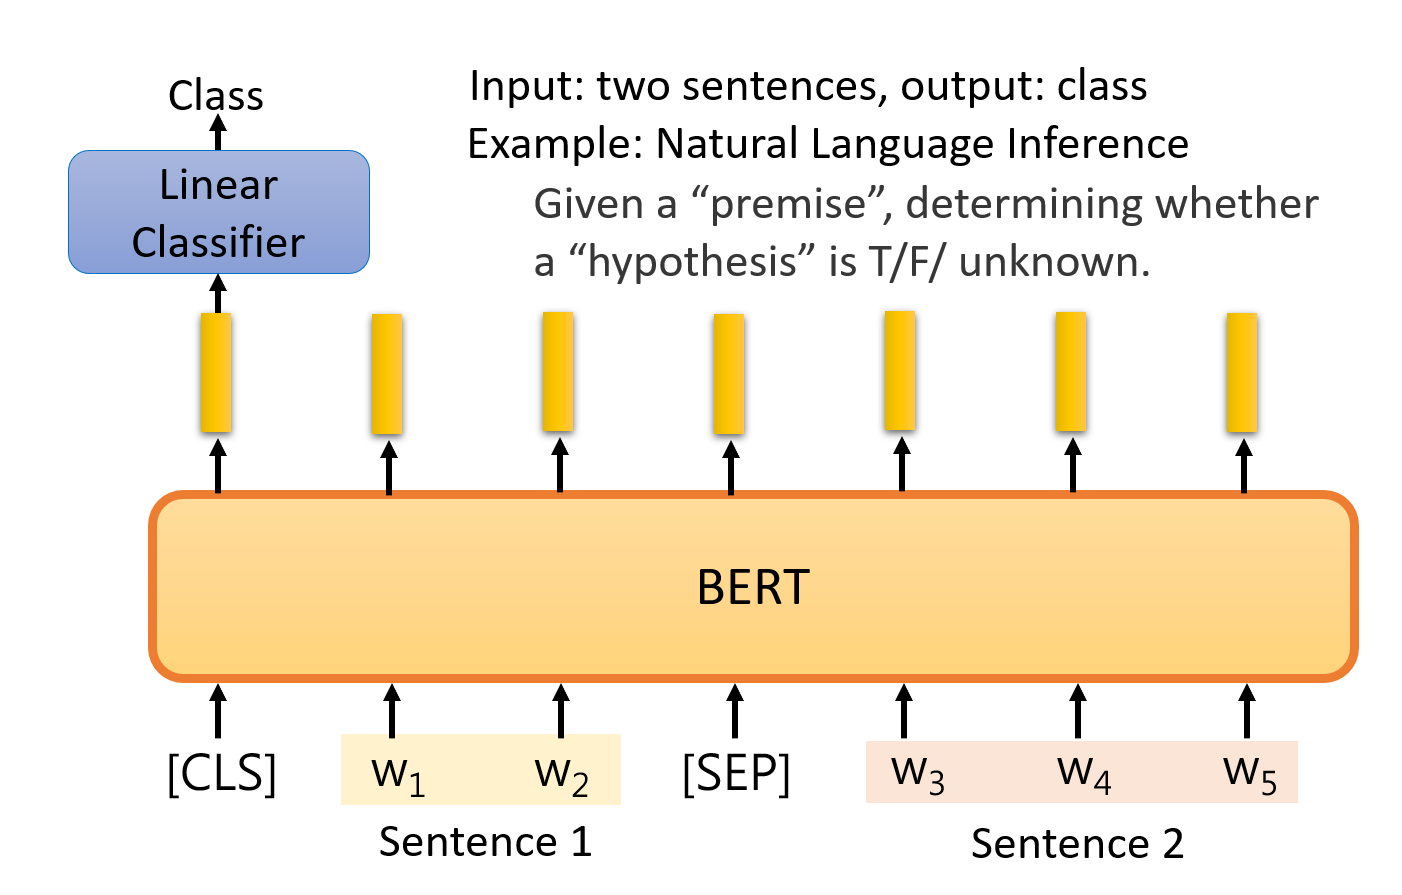 Class
Linear
Classifier
Input: two sentences, output: class
Example: Natural Language Inference
Given a “premise”, determining whether
a “hypothesis” is T/F/ unknown.
BERT
[CLS] w₁ w₂ [SEP] w₃ w₄ w₅
Sentence 1 Sentence 2